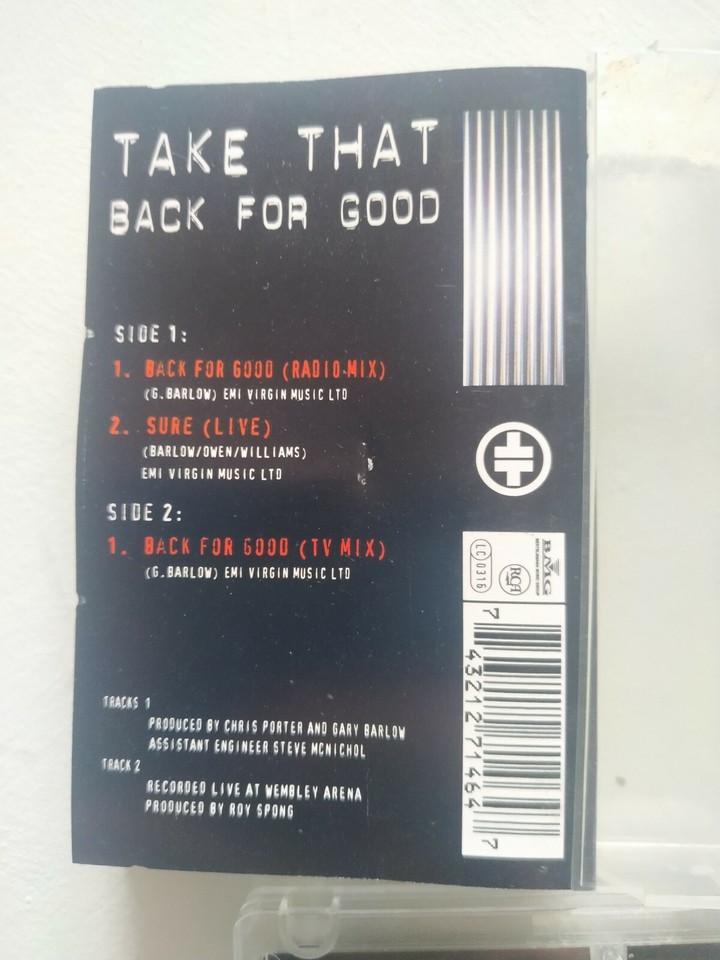 TAKE THAT
BACK FOR GOOD
SIDE 1:
1. BACK FOR GOOD (RADIO MIX)
(G.BARLOW) EMI VIRGIN MUSIC LTD
2. SURE (LIVE)
(BARLOW/OWEN/WILLIAMS)
EMI VIRGIN MUSIC LTD
SIDE 2:
1. BACK FOR GOOD (TV MIX)
(G.BARLOW) EMI VIRGIN MUSIC LTD
TRACKS 1
PRODUCED BY CHRIS PORTER AND GARY BARLOW
ASSISTANT ENGINEER STEVE MCNICHOL
TRACK 2
RECORDED LIVE AT WEMBLEY ARENA
PRODUCED BY ROY SPONG
BMG
BERTELSMANN MUSIC GROUP
RCA
LC 0316
7 43212 71464 7